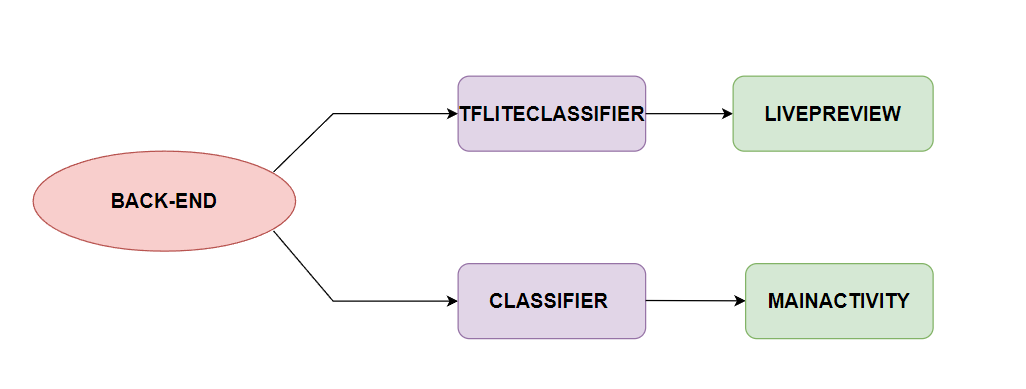 TFLITECLASSIFIER
LIVEPREVIEW
BACK-END
CLASSIFIER
MAINACTIVITY